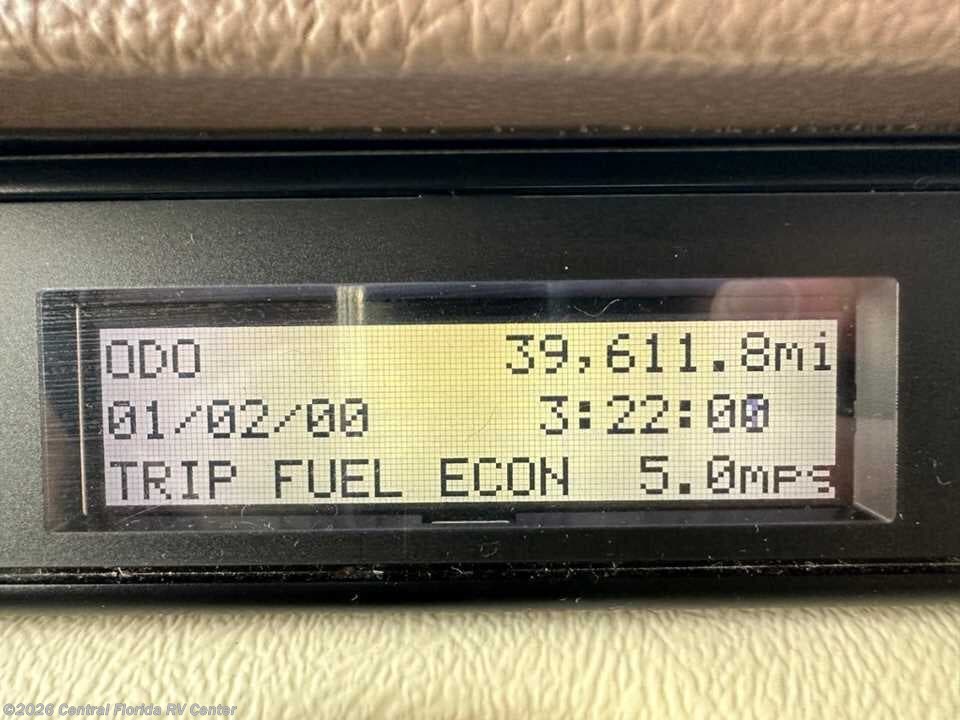 ODO 39,611.8mi
01/02/00 3:22:00
TRIP FUEL ECON 5.0mpg
©2026 Central Florida RV Center